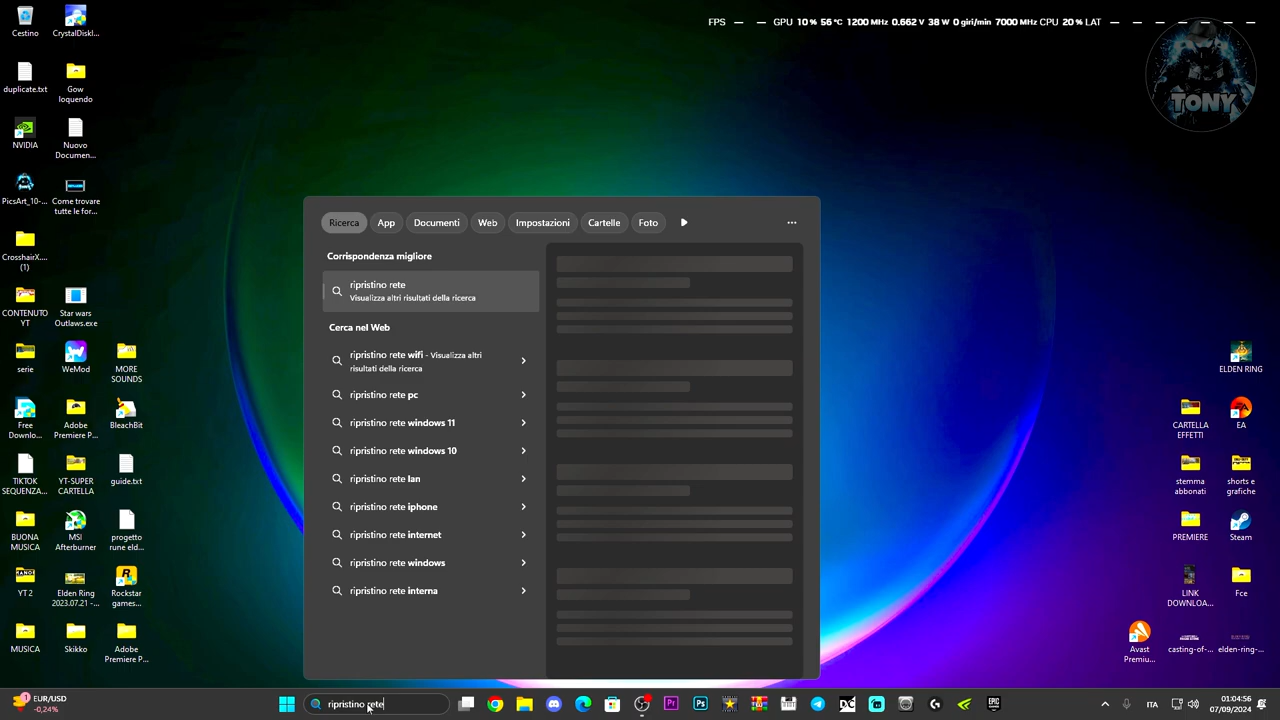 FPS — — GPU 10 % 56 °C 1200 MHz 0.662 V 38 W 0 giri/min 7000 MHz CPU 20 % LAT — — — — — —
TONY
Cestino
CrystalDiskI...
duplicate.txt
Gow loquendo
NVIDIA
Nuovo Documen...
PicsArt_10-...
Come trovare tutte le for...
CrosshairX.... (1)
CONTENUTO YT
Star wars Outlaws.exe
serie
WeMod
MORE SOUNDS
Free Downlo...
Adobe Premiere P...
BleachBit
TIKTOK SEQUENZA...
YT-SUPER CARTELLA
guide.txt
BUONA MUSICA
MSI Afterburner
progetto rune eld...
YT 2
Elden Ring 2023.07.21 -...
Rockstar games...
MUSICA
Skikko
Adobe Premiere P...
Ricerca
App
Documenti
Web
Impostazioni
Cartelle
Foto
Corrispondenza migliore
ripristino rete
Visualizza altri risultati della ricerca
Cerca nel Web
ripristino rete wifi - Visualizza altri
risultati della ricerca
ripristino rete pc
ripristino rete windows 11
ripristino rete windows 10
ripristino rete lan
ripristino rete iphone
ripristino rete internet
ripristino rete windows
ripristino rete interna
ELDEN RING
CARTELLA EFFETTI
EA
stemma abbonati
shorts e grafiche
PREMIERE
Steam
LINK DOWNLOA...
Fce
Avast Premiu...
casting-of-...
elden-ring-...
1
EUR/USD
-0,24%
ripristino rete
ITA
01:04:56
07/09/2024